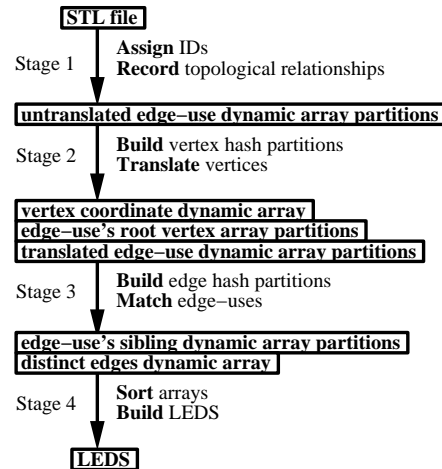 STL file
Stage 1
Assign IDs
Record topological relationships
untranslated edge−use dynamic array partitions
Stage 2
Build vertex hash partitions
Translate vertices
vertex coordinate dynamic array
edge−use's root vertex array partitions
translated edge−use dynamic array partitions
Stage 3
Build edge hash partitions
Match edge−uses
edge−use's sibling dynamic array partitions
distinct edges dynamic array
Stage 4
Sort arrays
Build LEDS
LEDS